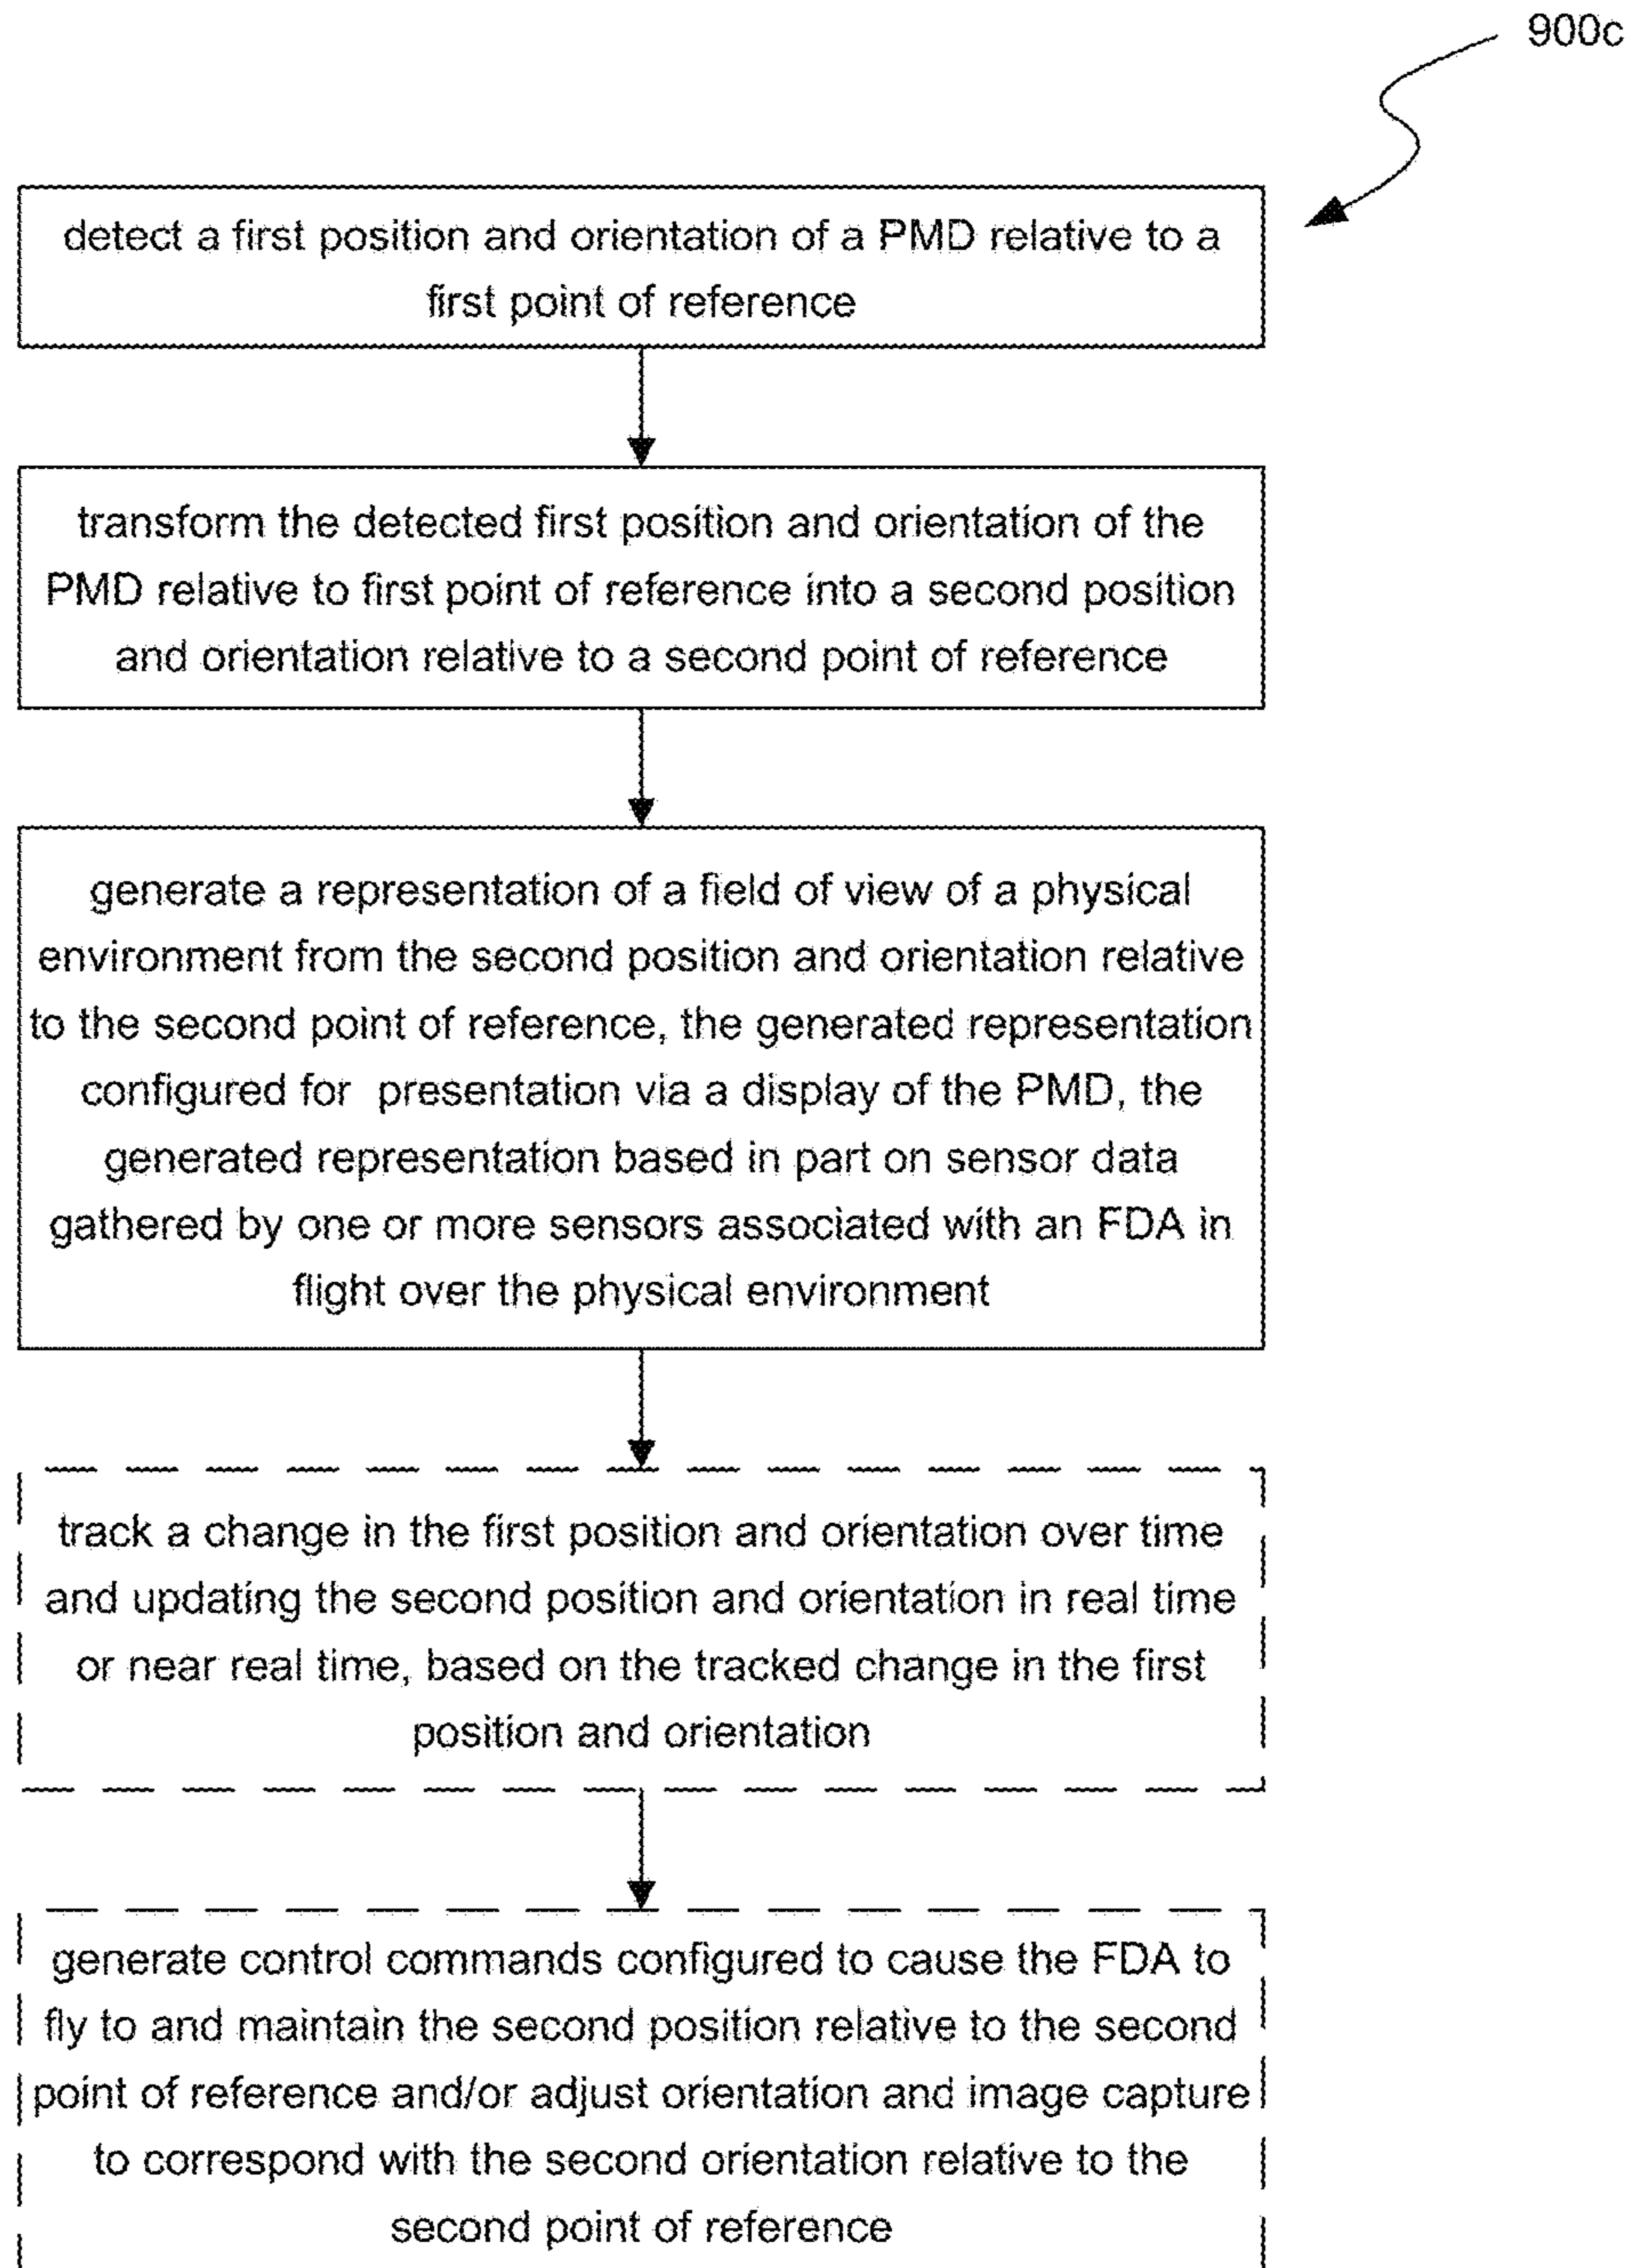 900c
detect a first position and orientation of a PMD relative to a
first point of reference
transform the detected first position and orientation of the
PMD relative to first point of reference into a second position
and orientation relative to a second point of reference
generate a representation of a field of view of a physical
environment from the second position and orientation relative
to the second point of reference, the generated representation
configured for presentation via a display of the PMD, the
generated representation based in part on sensor data
gathered by one or more sensors associated with an FDA in
flight over the physical environment
track a change in the first position and orientation over time
and updating the second position and orientation in real time
or near real time, based on the tracked change in the first
position and orientation
generate control commands configured to cause the FDA to
fly to and maintain the second position relative to the second
point of reference and/or adjust orientation and image capture
to correspond with the second orientation relative to the
second point of reference